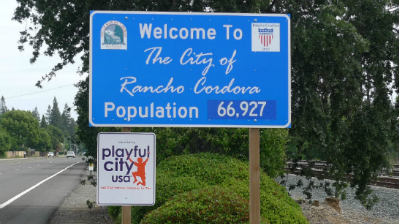 Welcome To
The City of
Rancho Cordova
Population 66,927
playful
city
usa